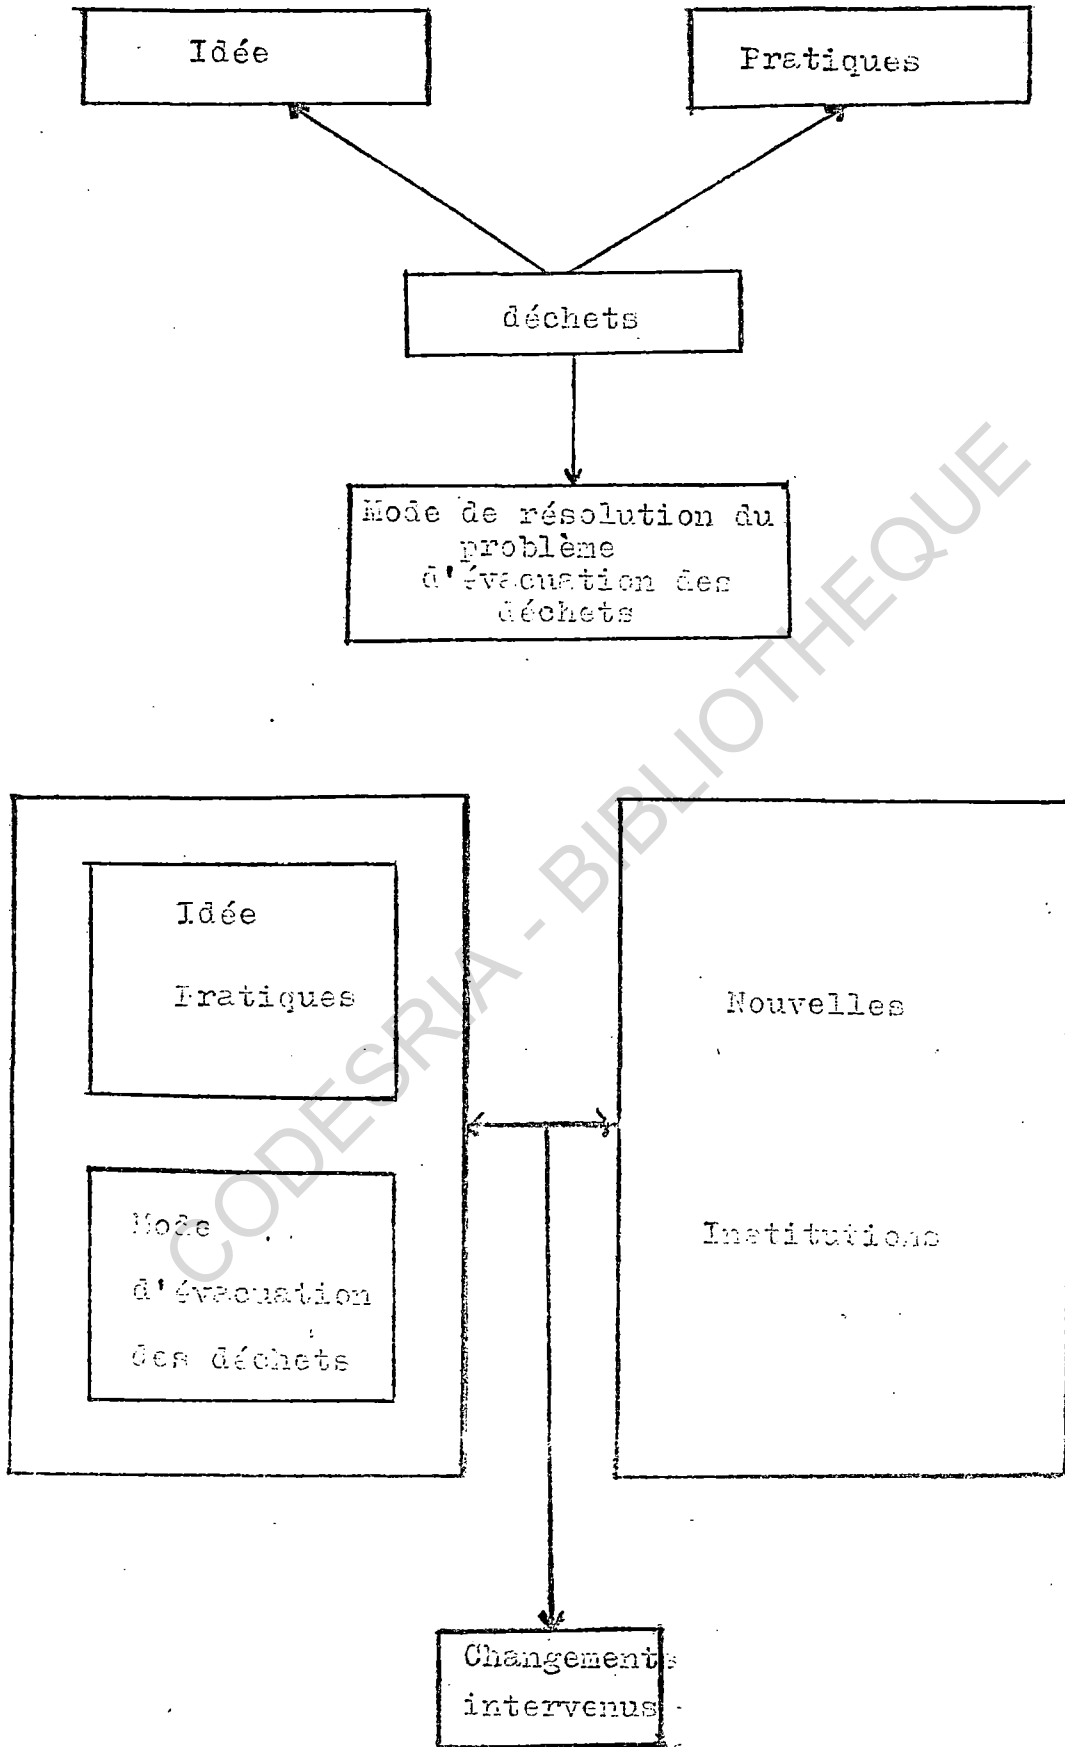 Idée
Pratiques
déchets
Mode de résolution du
problème
d'évacuation des
déchets
Idée
Pratiques
Nouvelles
Mode
d'évacuation
des déchets
Institutions
Changements
intervenus
CODESRIA - BIBLIOTHEQUE